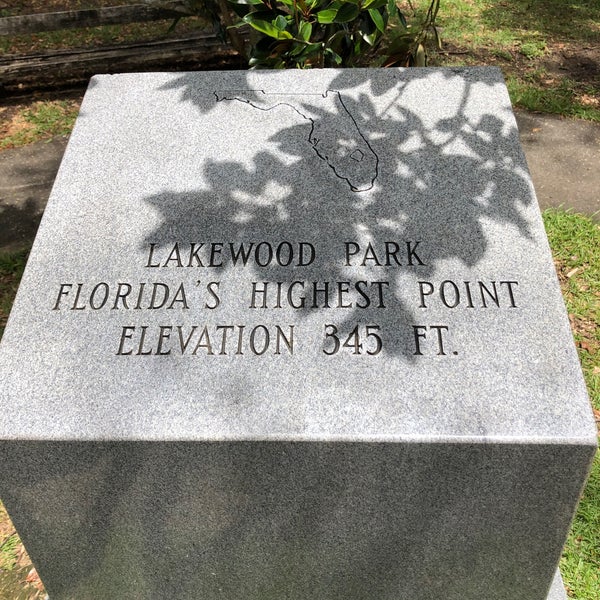 LAKEWOOD PARK
FLORIDA'S HIGHEST POINT
ELEVATION 345 FT.